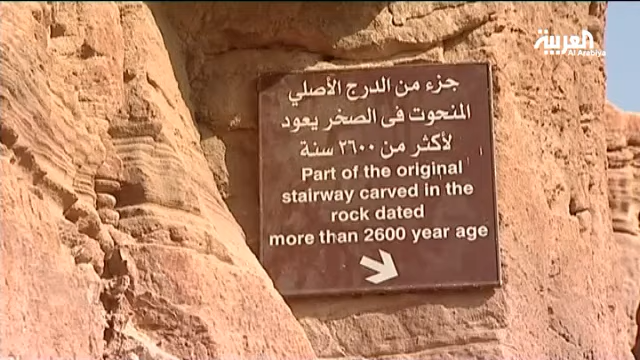 العربية
Al Arabiya
جزء من الدرج الأصلي
المنحوت فى الصخر يعود
لأكثر من ٢٦٠٠ سنة
Part of the original
stairway carved in the
rock dated
more than 2600 year age